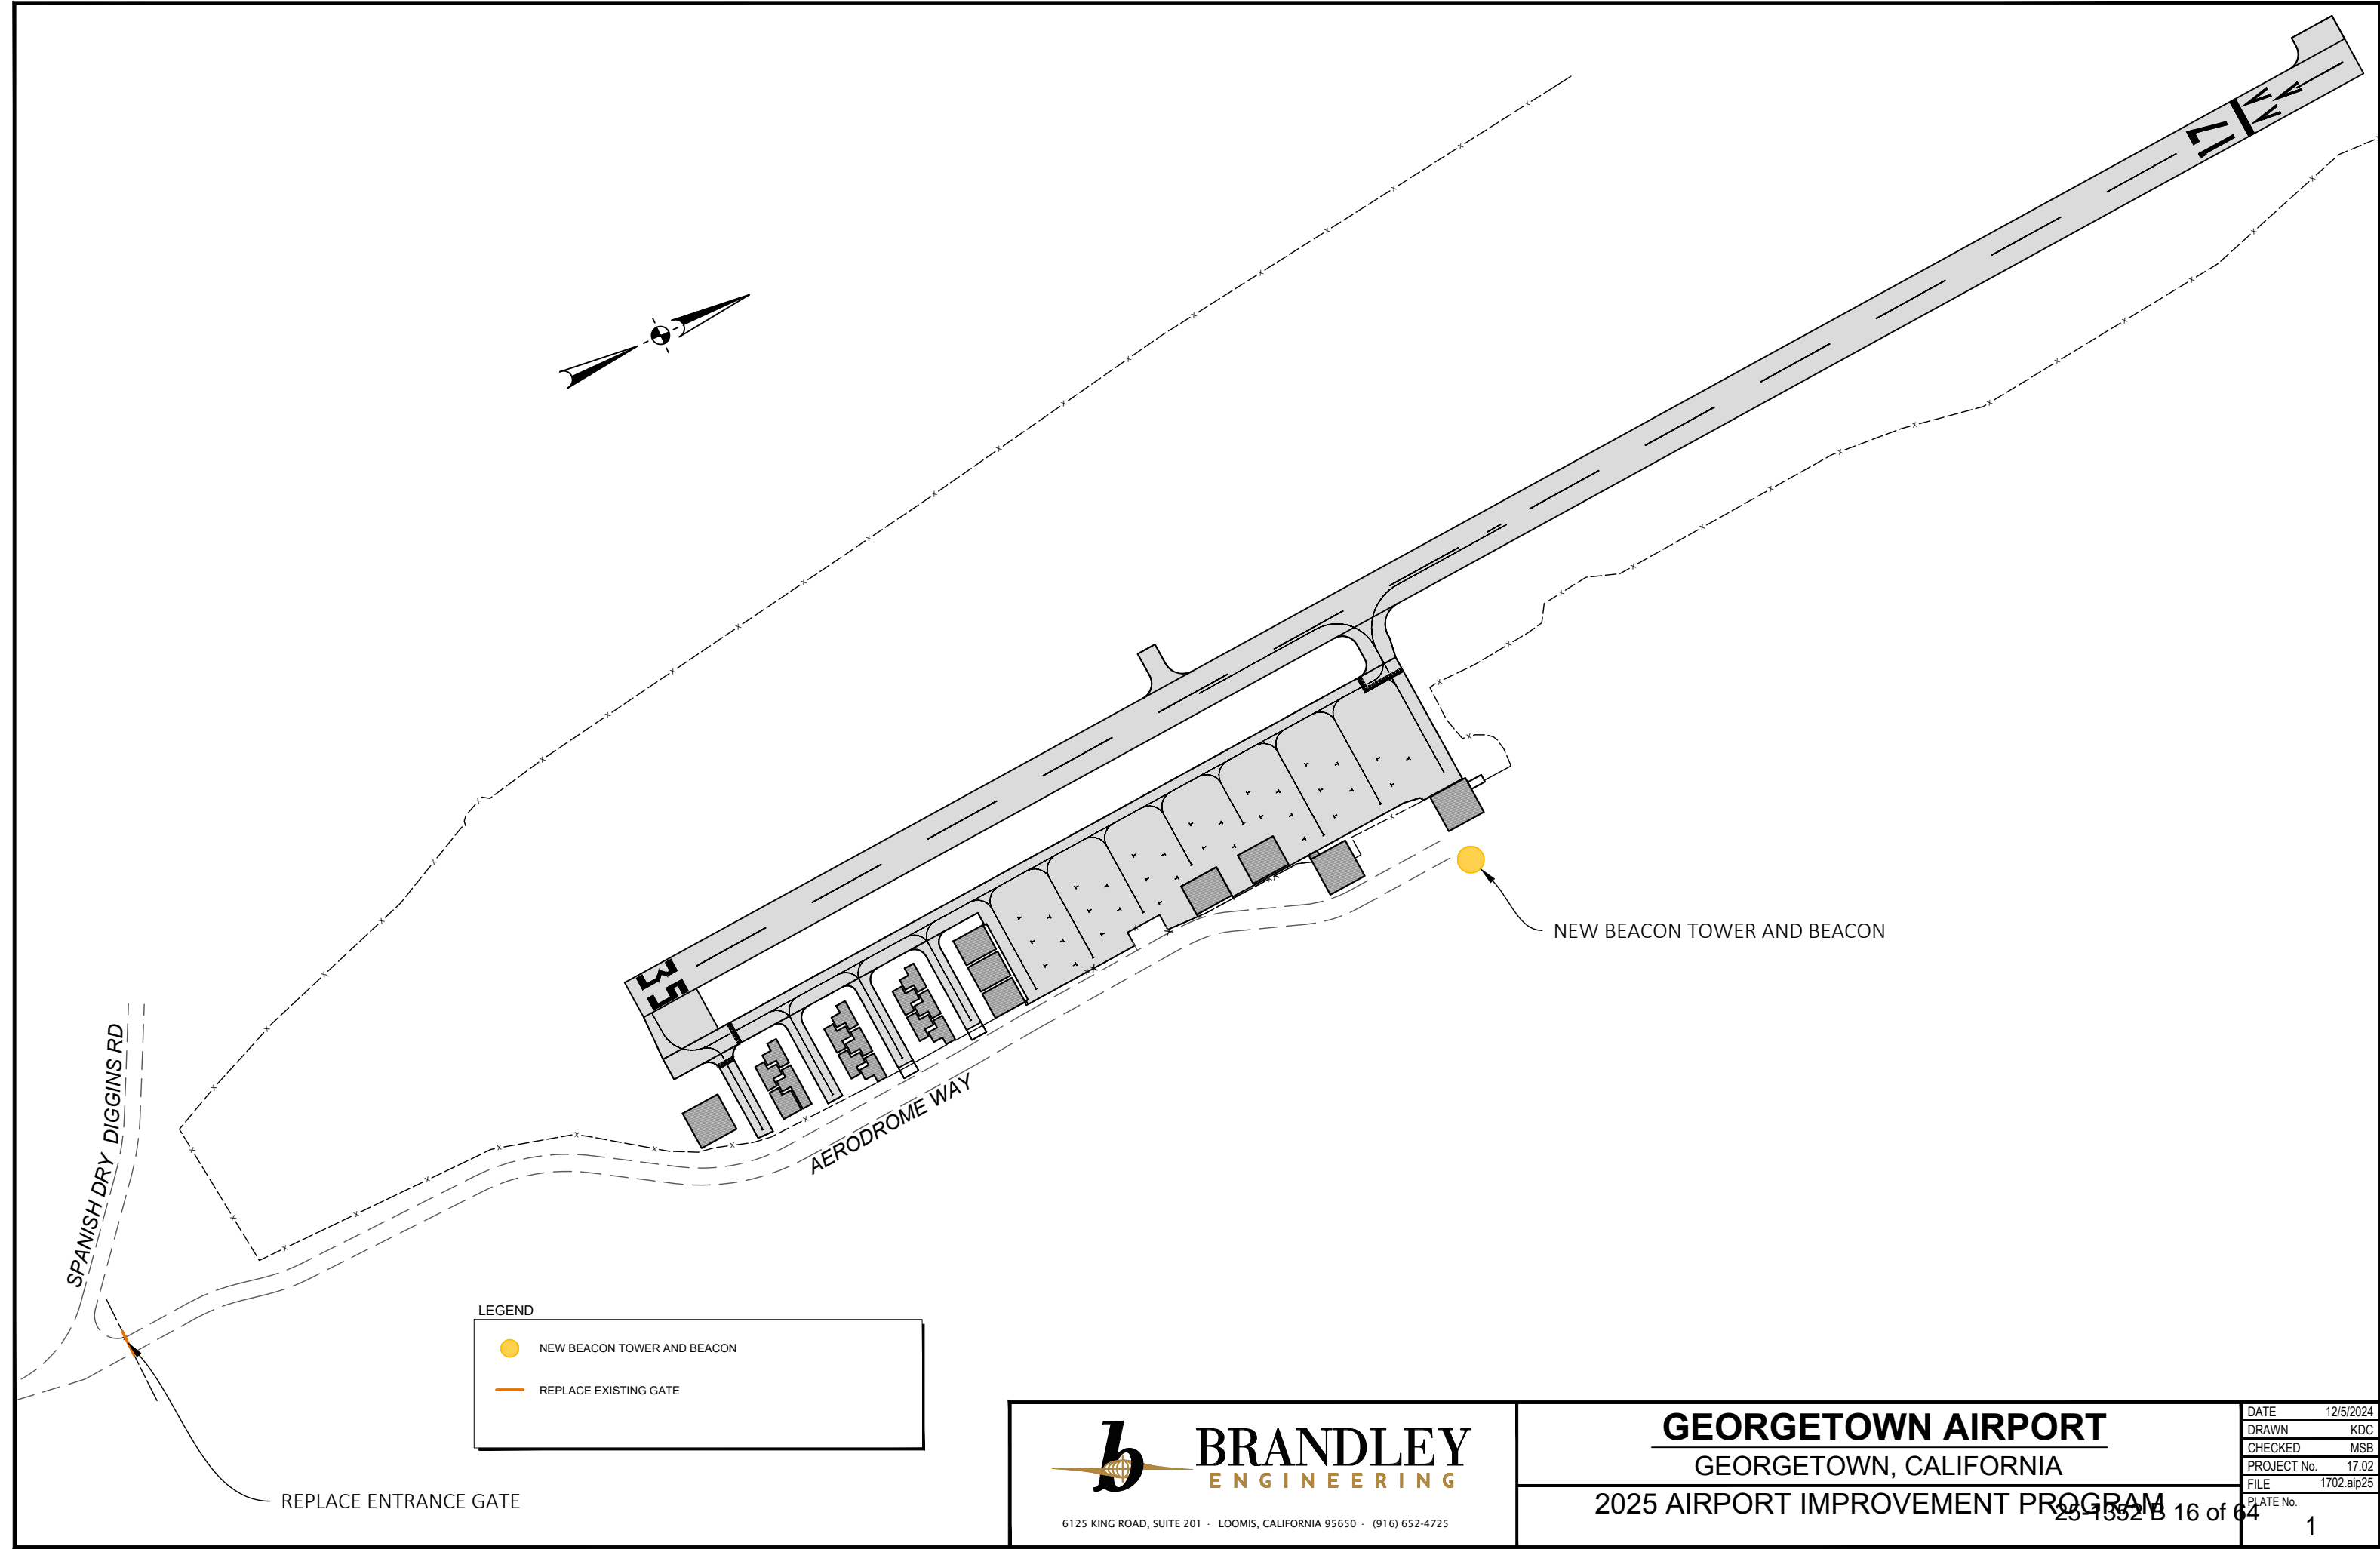 17
35
NEW BEACON TOWER AND BEACON
SPANISH DRY DIGGINS RD
AERODROME WAY
REPLACE ENTRANCE GATE
LEGEND
NEW BEACON TOWER AND BEACON
REPLACE EXISTING GATE
b BRANDLEY
ENGINEERING
6125 KING ROAD, SUITE 201 · LOOMIS, CALIFORNIA 95650 · (916) 652-4725
GEORGETOWN AIRPORT
GEORGETOWN, CALIFORNIA
2025 AIRPORT IMPROVEMENT PROGRAM
25-1352 B 16 of 64
DATE 12/5/2024
DRAWN KDC
CHECKED MSB
PROJECT No. 17.02
FILE 1702.aip25
PLATE No.
1